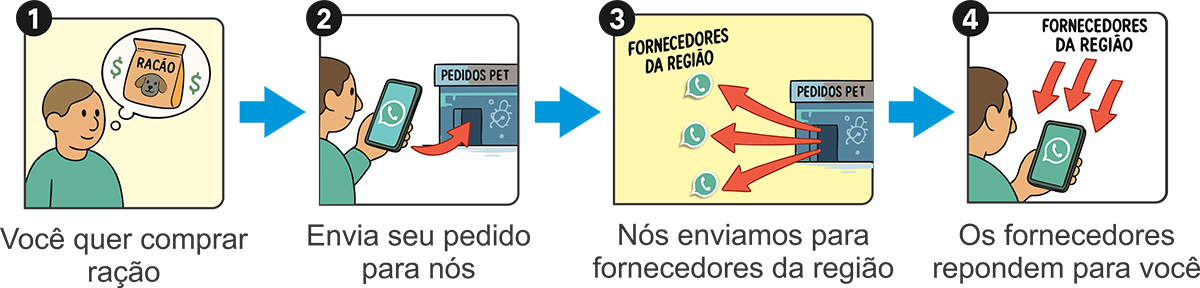 1
RACÃO
$ $
Você quer comprar
ração
2
PEDIDOS PET
Envia seu pedido
para nós
3
FORNECEDORES
DA REGIÃO
PEDIDOS PET
Nós enviamos para
fornecedores da região
4
FORNECEDORES
DA REGIÃO
Os fornecedores
repondem para você